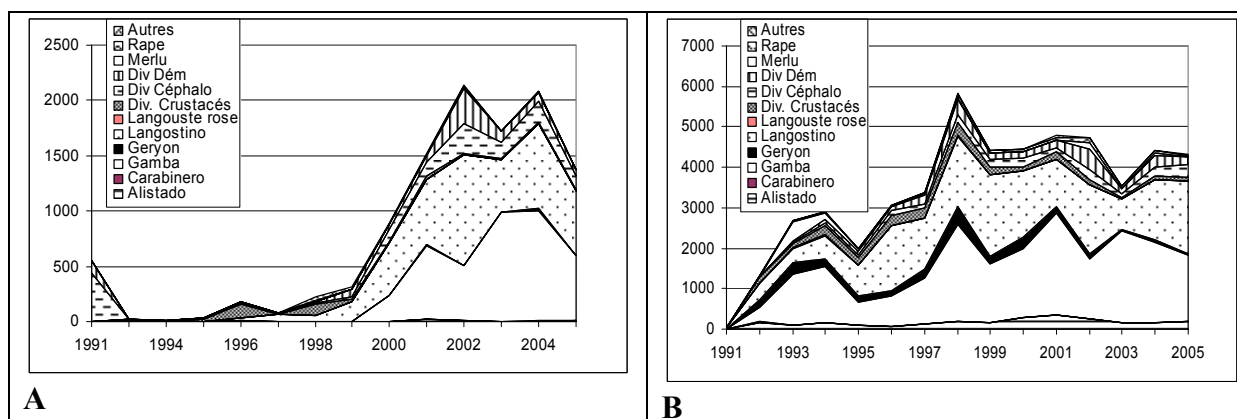 Autres
Rape
Merlu
Div Dém
Div Céphalo
Div. Crustacés
Langouste rose
Langostino
Geryon
Gamba
Carabinero
Alistado
2500
2000
1500
1000
500
0
1991 1994 1996 1998 2000 2002 2004
A
Autres
Rape
Merlu
Div Dém
Div Céphalo
Div. Crustacés
Langouste rose
Langostino
Geryon
Gamba
Carabinero
Alistado
7000
6000
5000
4000
3000
2000
1000
0
1991 1993 1995 1997 1999 2001 2003 2005
B